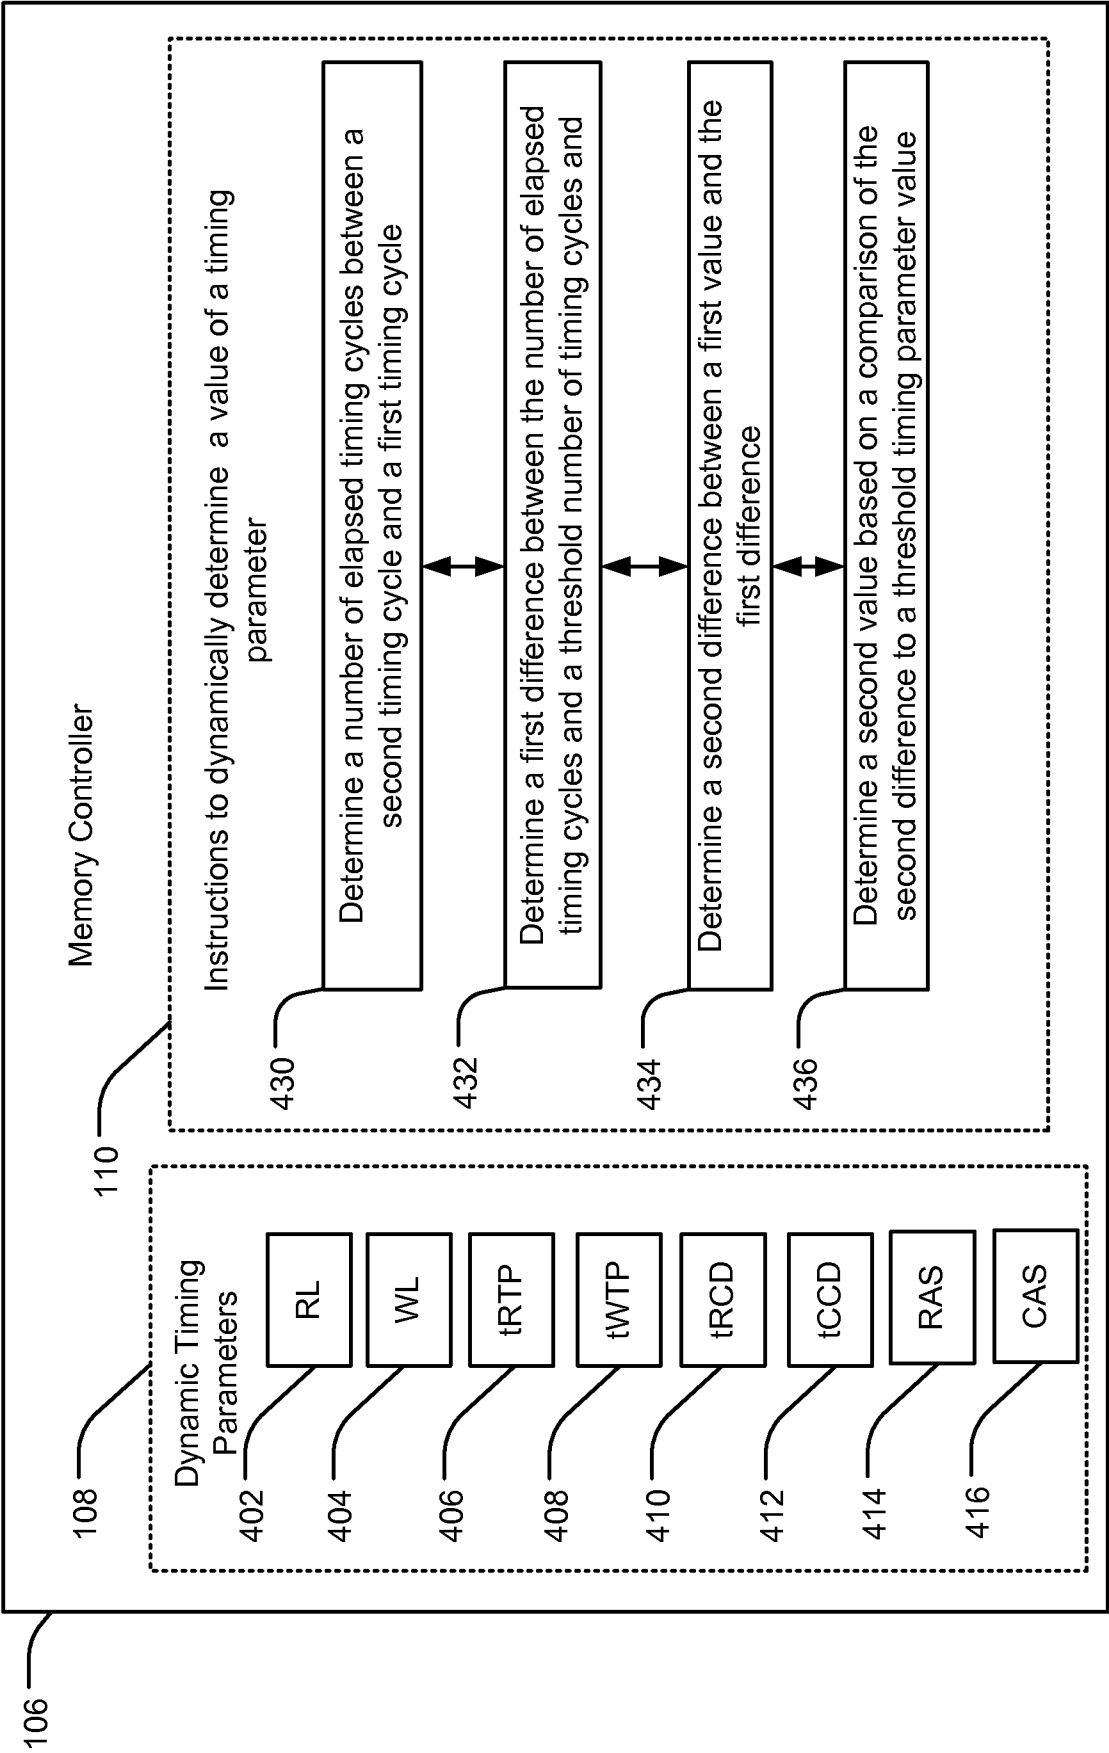 106
Memory Controller
108
Dynamic Timing
Parameters
402
RL
404
WL
406
tRTP
408
tWTP
410
tRCD
412
tCCD
414
RAS
416
CAS
110
Instructions to dynamically determine a value of a timing
parameter
430
Determine a number of elapsed timing cycles between a
second timing cycle and a first timing cycle
432
Determine a first difference between the number of elapsed
timing cycles and a threshold number of timing cycles and
434
Determine a second difference between a first value and the
first difference
436
Determine a second value based on a comparison of the
second difference to a threshold timing parameter value